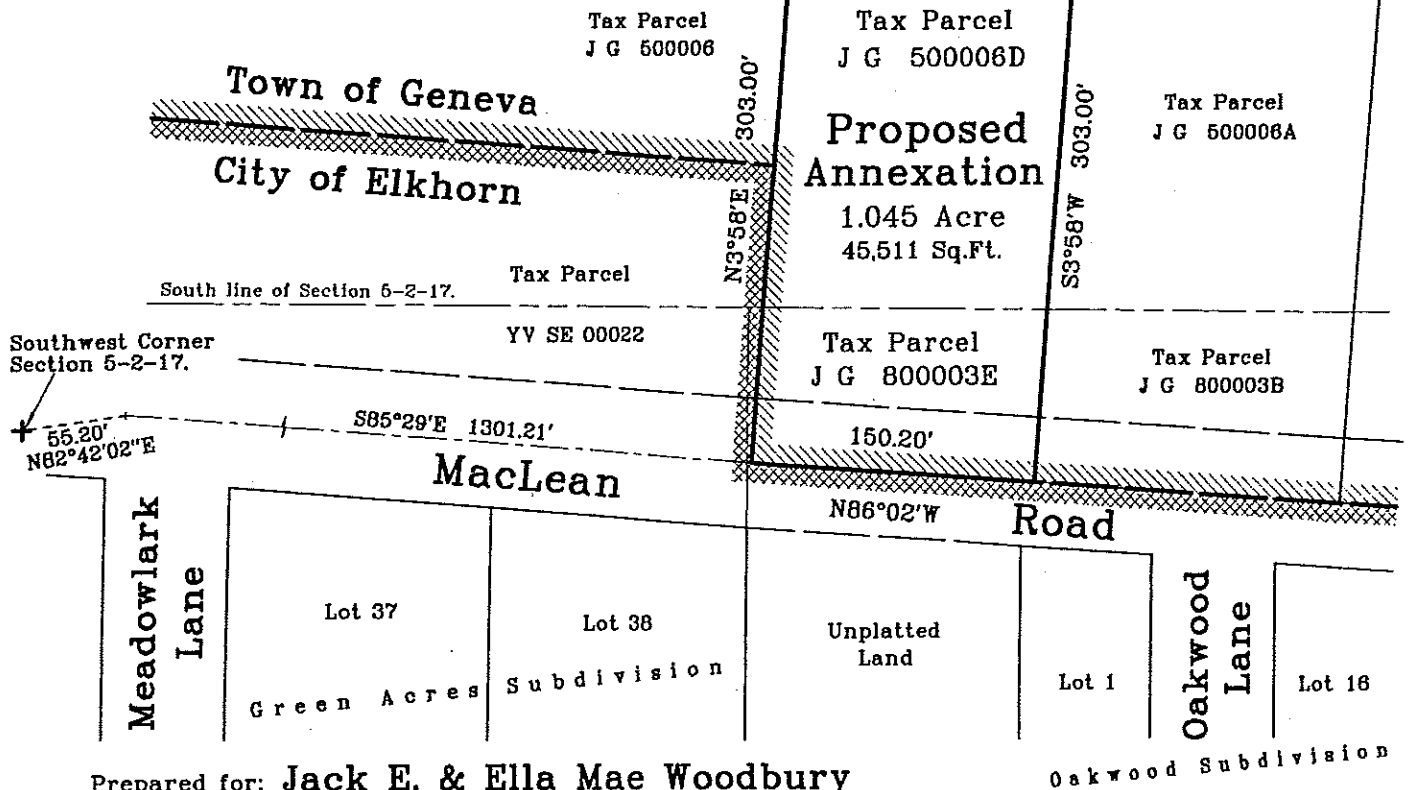 Tax Parcel
J G 500006
Tax Parcel
J G 500006D
Tax Parcel
J G 500006A
Town of Geneva
City of Elkhorn
303.00'
N3°58'E
Proposed
Annexation
1.045 Acre
45,511 Sq.Ft.
S3°58'W 303.00'
Tax Parcel
South line of Section 5-2-17.
YV SE 00022
Southwest Corner
Section 5-2-17.
Tax Parcel
J G 800003E
Tax Parcel
J G 800003B
55.20'
N82°42'02"E
S85°29'E 1301.21'
150.20'
MacLean
N86°02'W
Road
Meadowlark
Lane
Lot 37
Lot 38
Unplatted
Land
Lot 1
Oakwood
Lane
Lot 16
Green Acres Subdivision
Oakwood Subdivision
Prepared for: Jack E. & Ella Mae Woodbury